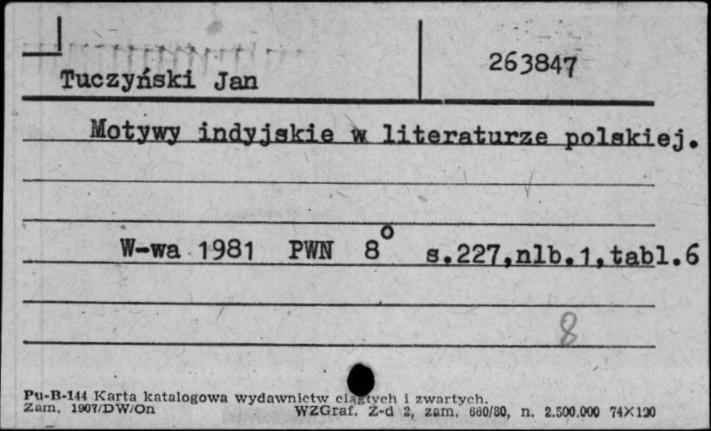 263847
Tuczyński Jan
Motywy indyjskie w literaturze polskiej.
W-wa 1981 PWN 8° s.227,nlb.1,tabl.6
8
Pu-B-144 Karta katalogowa wydawnictw ciągłych i zwartych.
Zam. 1907/DW/On WZGraf. Z-d 2, zam. 660/80, n. 2.500.000 74×120